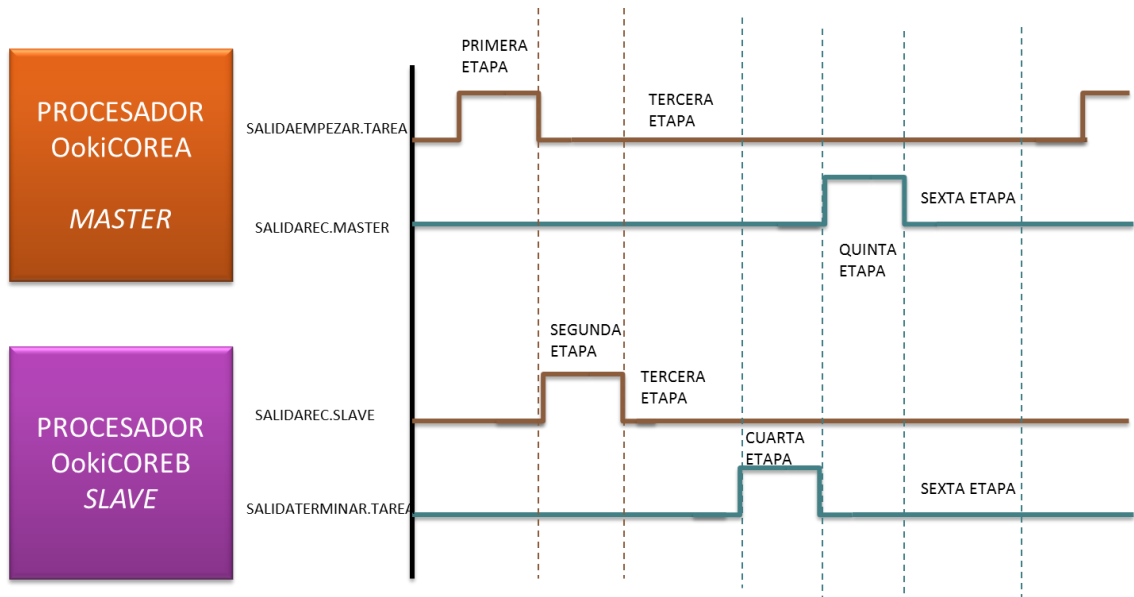 PROCESADOR
OokiCOREA
MASTER
SALIDAEMPEZAR.TAREA
SALIDAREC.MASTER
PRIMERA
ETAPA
TERCERA
ETAPA
SEXTA ETAPA
QUINTA
ETAPA
PROCESADOR
OokiCOREB
SLAVE
SALIDAREC.SLAVE
SALIDATERMINAR.TAREA
SEGUNDA
ETAPA
TERCERA
ETAPA
CUARTA
ETAPA
SEXTA ETAPA